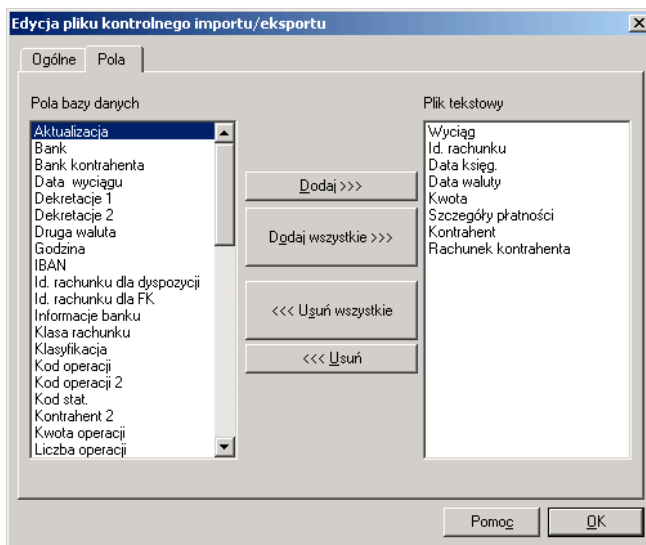 Edycja pliku kontrolnego importu/eksportu
Ogólne
Pola
Pola bazy danych
Aktualizacja
Bank
Bank kontrahenta
Data wyciągu
Dekretacje 1
Dekretacje 2
Druga waluta
Godzina
IBAN
Id. rachunku dla dyspozycji
Id. rachunku dla FK
Informacje banku
Klasa rachunku
Klasyfikacja
Kod operacji
Kod operacji 2
Kod stat.
Kontrahent 2
Kwota operacji
Liczba operacji
Dodaj >>>
Dodaj wszystkie >>>
<<< Usuń wszystkie
<<< Usuń
Plik tekstowy
Wyciąg
Id. rachunku
Data księg.
Data waluty
Kwota
Szczegóły płatności
Kontrahent
Rachunek kontrahenta
Pomoc
OK